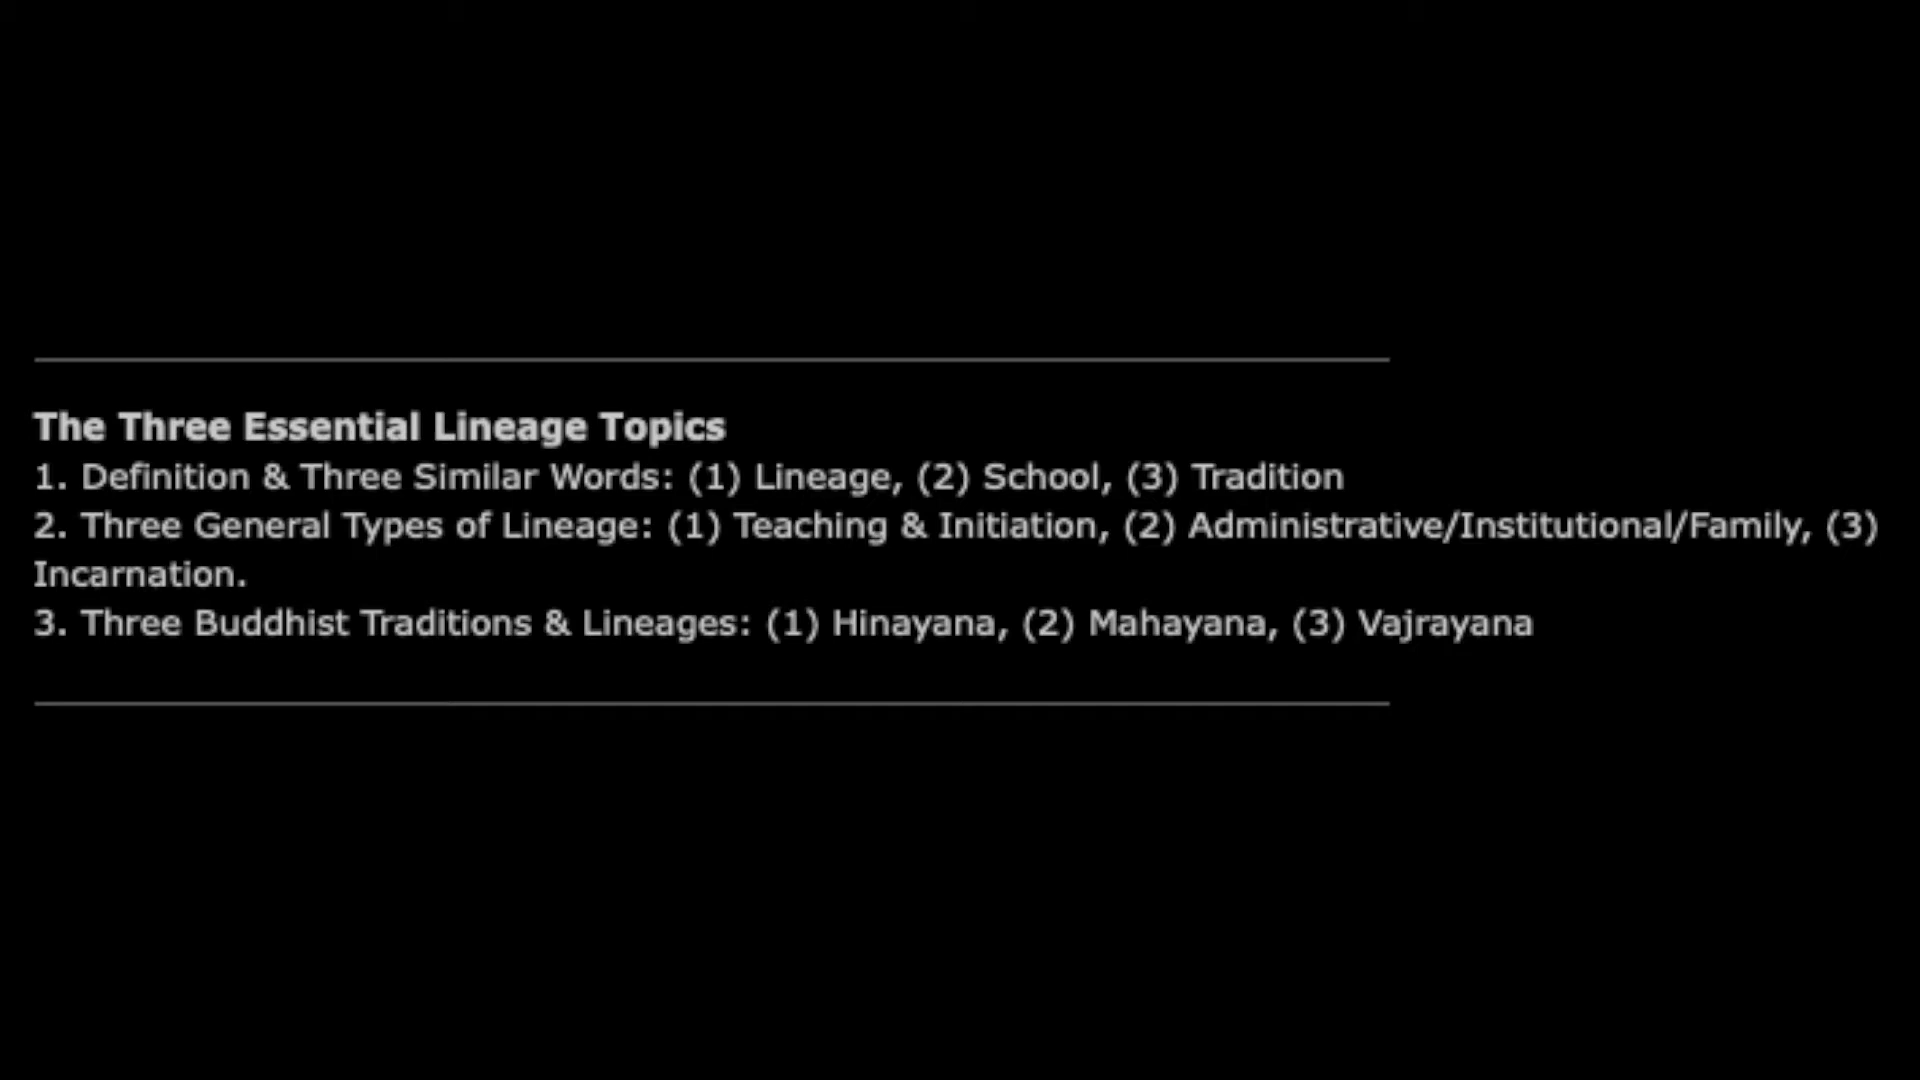 The Three Essential Lineage Topics
1. Definition & Three Similar Words: (1) Lineage, (2) School, (3) Tradition
2. Three General Types of Lineage: (1) Teaching & Initiation, (2) Administrative/Institutional/Family, (3)
Incarnation.
3. Three Buddhist Traditions & Lineages: (1) Hinayana, (2) Mahayana, (3) Vajrayana